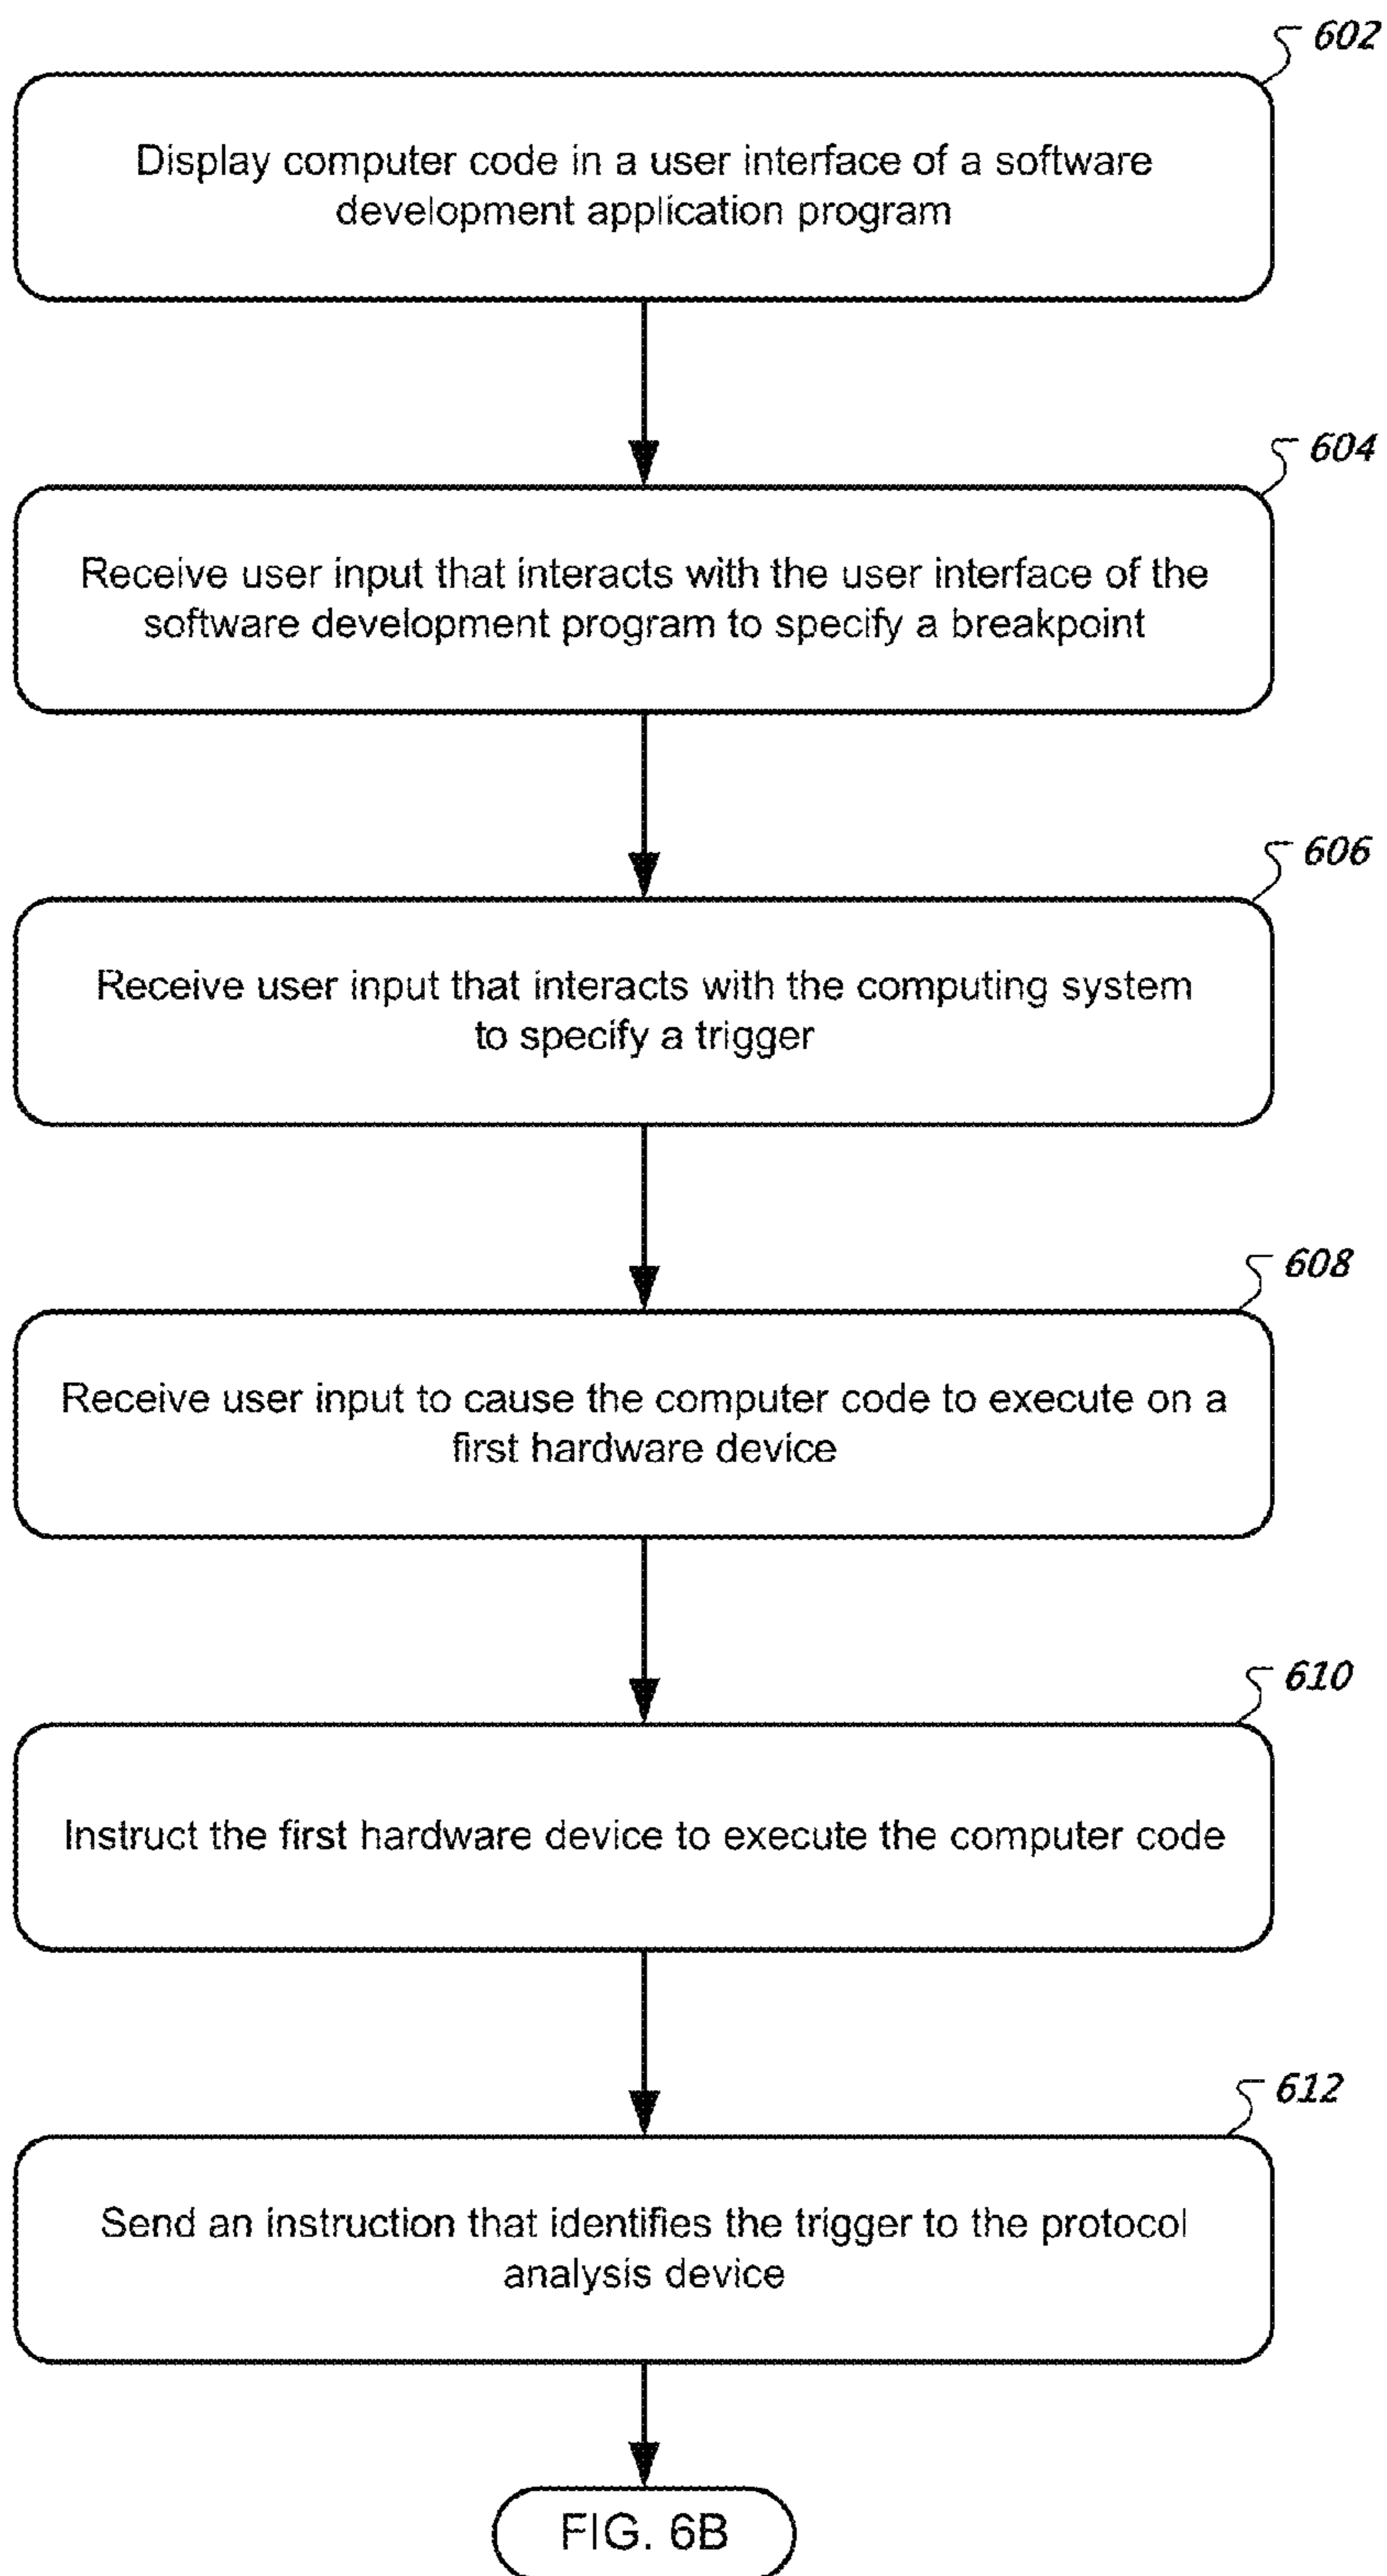 602
Display computer code in a user interface of a software
development application program
604
Receive user input that interacts with the user interface of the
software development program to specify a breakpoint
606
Receive user input that interacts with the computing system
to specify a trigger
608
Receive user input to cause the computer code to execute on a
first hardware device
610
Instruct the first hardware device to execute the computer code
612
Send an instruction that identifies the trigger to the protocol
analysis device
FIG. 6B